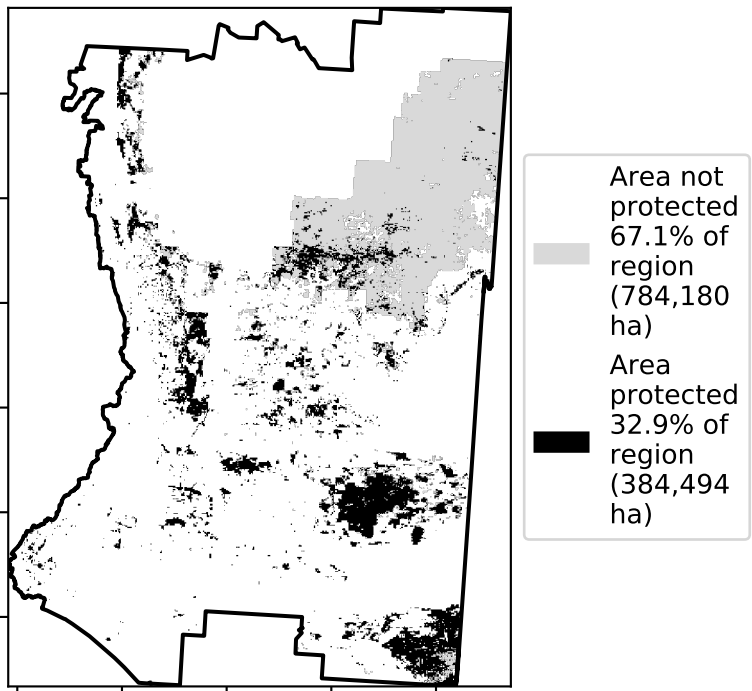 Area not
protected
67.1% of
region
(784,180
ha)
Area
protected
32.9% of
region
(384,494
ha)